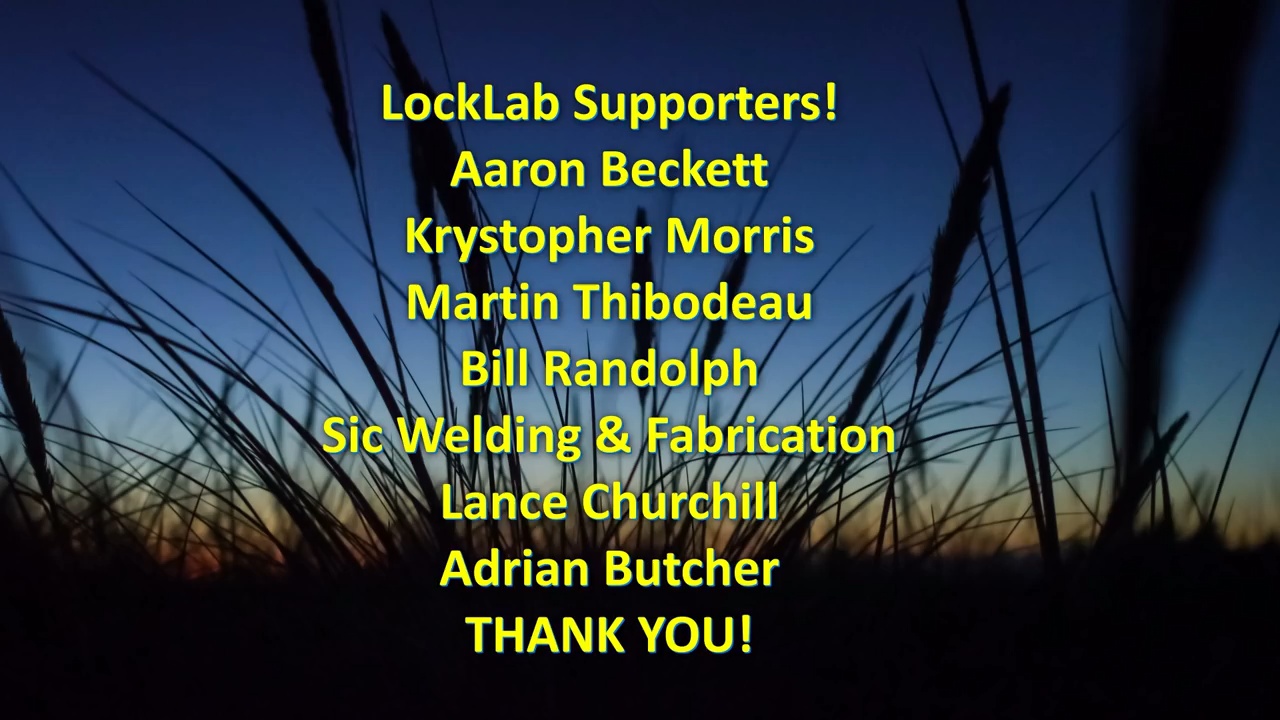 LockLab Supporters!
Aaron Beckett
Krystopher Morris
Martin Thibodeau
Bill Randolph
Sic Welding & Fabrication
Lance Churchill
Adrian Butcher
THANK YOU!